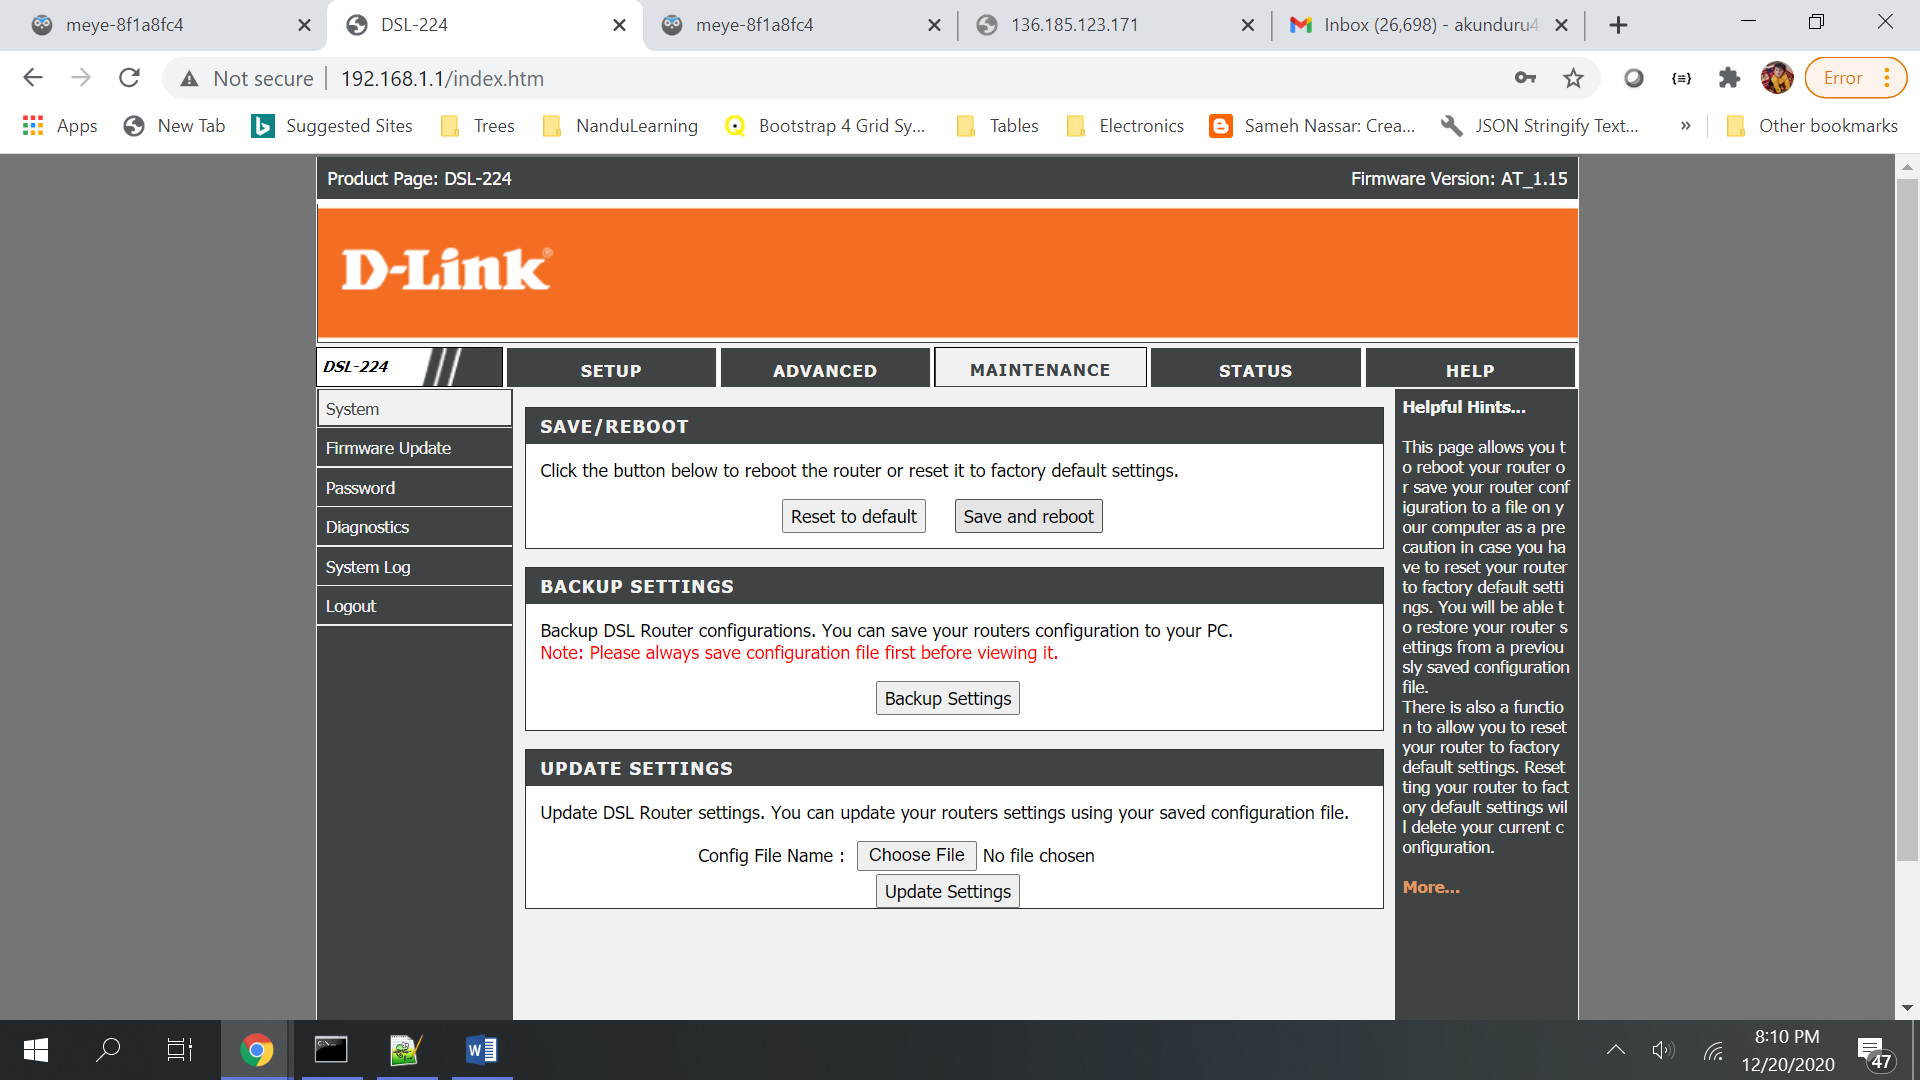 meye-8f1a8fc4
DSL-224
meye-8f1a8fc4
136.185.123.171
Inbox (26,698) - akunduru4
Not secure
192.168.1.1/index.htm
Error
Apps
New Tab
Suggested Sites
Trees
NanduLearning
Bootstrap 4 Grid Sy...
Tables
Electronics
Sameh Nassar: Crea...
JSON Stringify Text...
»
Other bookmarks
Product Page: DSL-224
Firmware Version: AT_1.15
D-Link®
DSL-224
SETUP
ADVANCED
MAINTENANCE
STATUS
HELP
System
Firmware Update
Password
Diagnostics
System Log
Logout
SAVE/REBOOT
Click the button below to reboot the router or reset it to factory default settings.
Reset to default
Save and reboot
BACKUP SETTINGS
Backup DSL Router configurations. You can save your routers configuration to your PC.
Note: Please always save configuration file first before viewing it.
Backup Settings
UPDATE SETTINGS
Update DSL Router settings. You can update your routers settings using your saved configuration file.
Config File Name :
Choose File
No file chosen
Update Settings
Helpful Hints...
This page allows you t
o reboot your router o
r save your router conf
iguration to a file on y
our computer as a pre
caution in case you ha
ve to reset your router
to factory default setti
ngs. You will be able t
o restore your router s
ettings from a previou
sly saved configuration
file.
There is also a functio
n to allow you to reset
your router to factory
default settings. Reset
ting your router to fact
ory default settings wil
l delete your current c
onfiguration.
More...
8:10 PM
12/20/2020
47